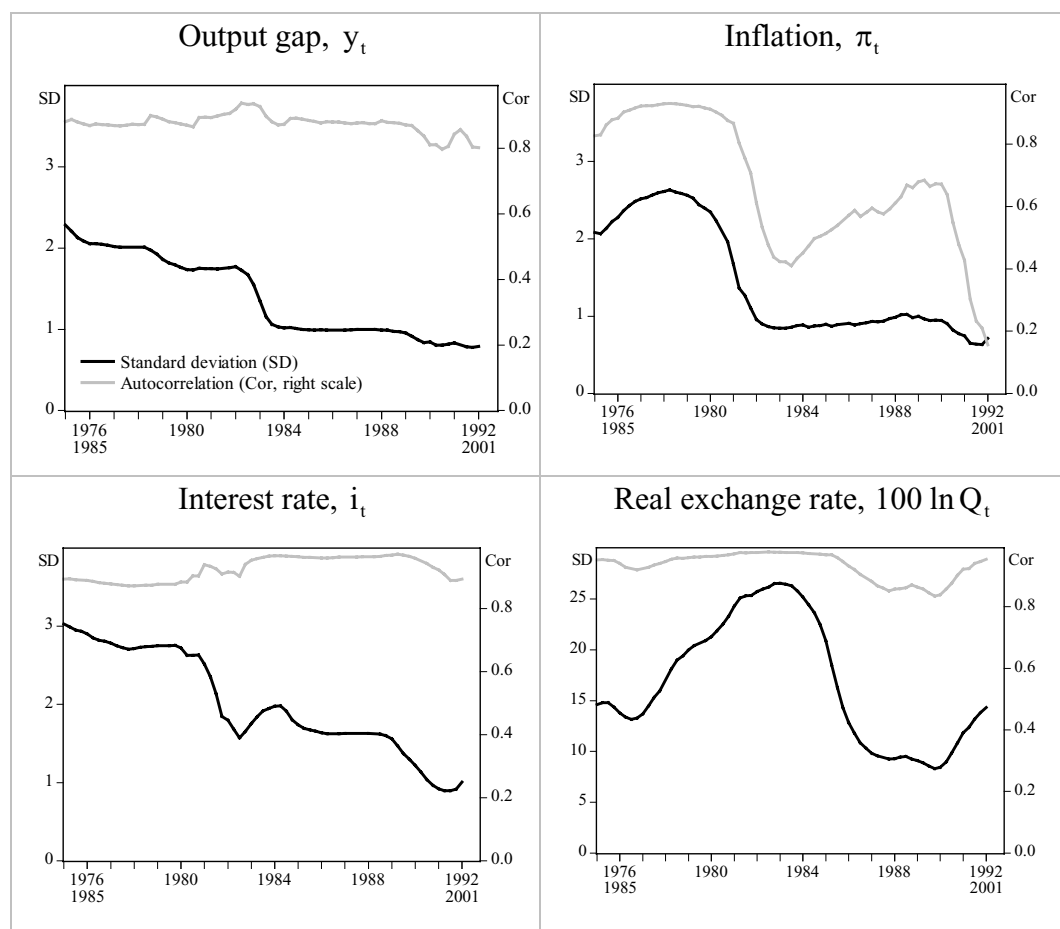 Output gap, yt
SD
Cor
3
2
1
0
0.8
0.6
0.4
0.2
0.0
Standard deviation (SD)
Autocorrelation (Cor, right scale)
1976 1980 1984 1988 1992
1985 2001
Inflation, πt
SD
Cor
3
2
1
0
0.8
0.6
0.4
0.2
0.0
1976 1980 1984 1988 1992
1985 2001
Interest rate, it
SD
Cor
3
2
1
0
0.8
0.6
0.4
0.2
0.0
1976 1980 1984 1988 1992
1985 2001
Real exchange rate, 100 ln Qt
SD
Cor
25
20
15
10
5
0
0.8
0.6
0.4
0.2
0.0
1976 1980 1984 1988 1992
1985 2001